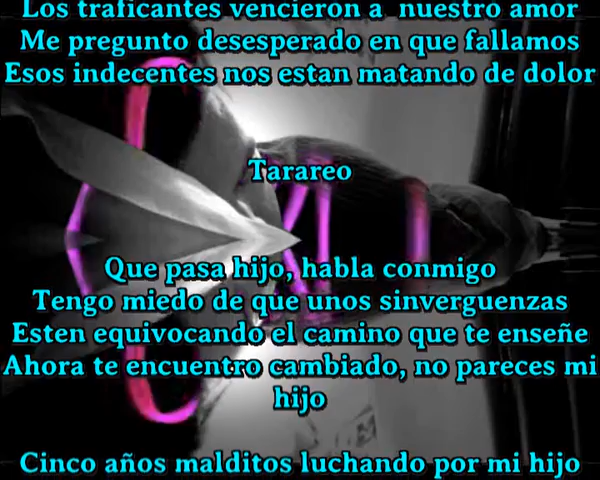 Los traficantes vencieron a  nuestro amor
Me pregunto desesperado en que fallamos
Esos indecentes nos estan matando de dolor
Tarareo
Que pasa hijo, habla conmigo
Tengo miedo de que unos sinverguenzas
Esten equivocando el camino que te enseñe
Ahora te encuentro cambiado, no pareces mi
hijo
Cinco años malditos luchando por mi hijo